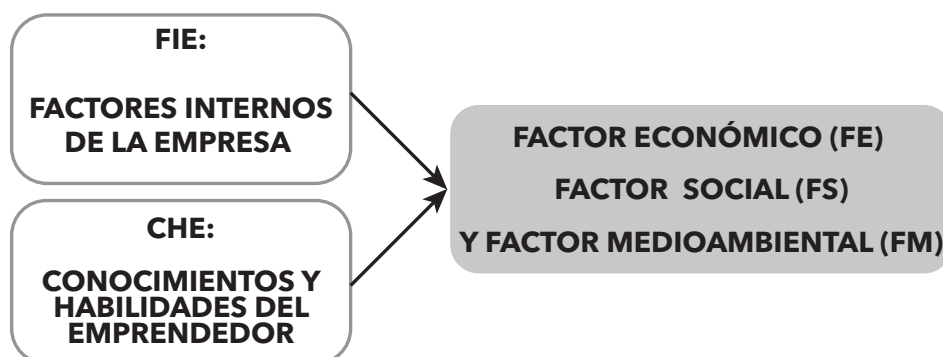 FIE:
FACTORES INTERNOS
DE LA EMPRESA
CHE:
CONOCIMIENTOS Y
HABILIDADES DEL
EMPRENDEDOR
FACTOR ECONÓMICO (FE)
FACTOR SOCIAL (FS)
Y FACTOR MEDIOAMBIENTAL (FM)